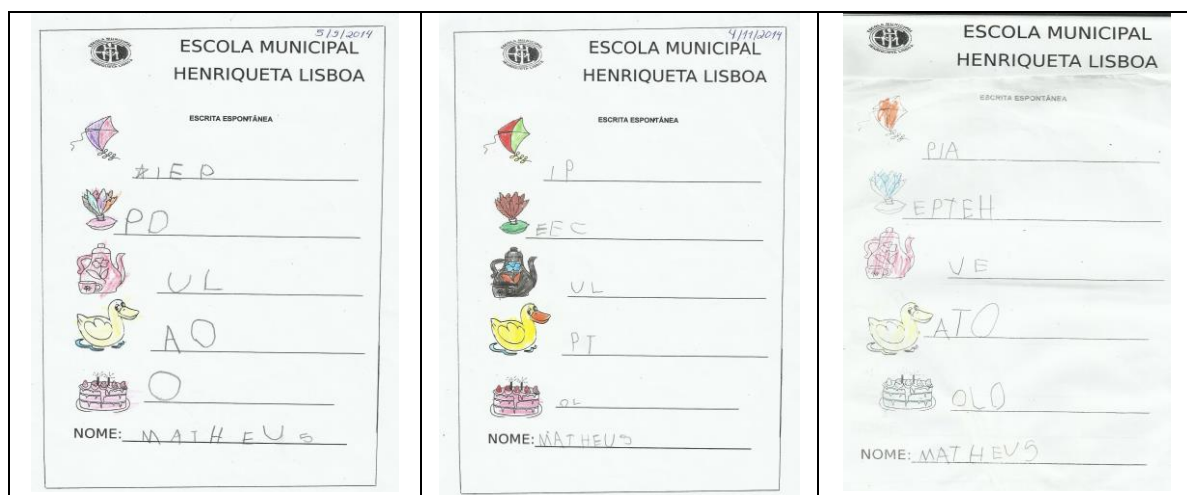 5/5/2014
ESCOLA MUNICIPAL
HENRIQUETA LISBOA
ESCRITA ESPONTÂNEA
IEP
PD
UL
AO
O
NOME: MATHEUS
4/11/2014
ESCOLA MUNICIPAL
HENRIQUETA LISBOA
ESCRITA ESPONTÂNEA
IP
EEC
UL
PT
OL
NOME: MATHEUS
ESCOLA MUNICIPAL
HENRIQUETA LISBOA
ESCRITA ESPONTÂNEA
PIA
EPTEH
VE
ATO
OLO
NOME: MATHEUS